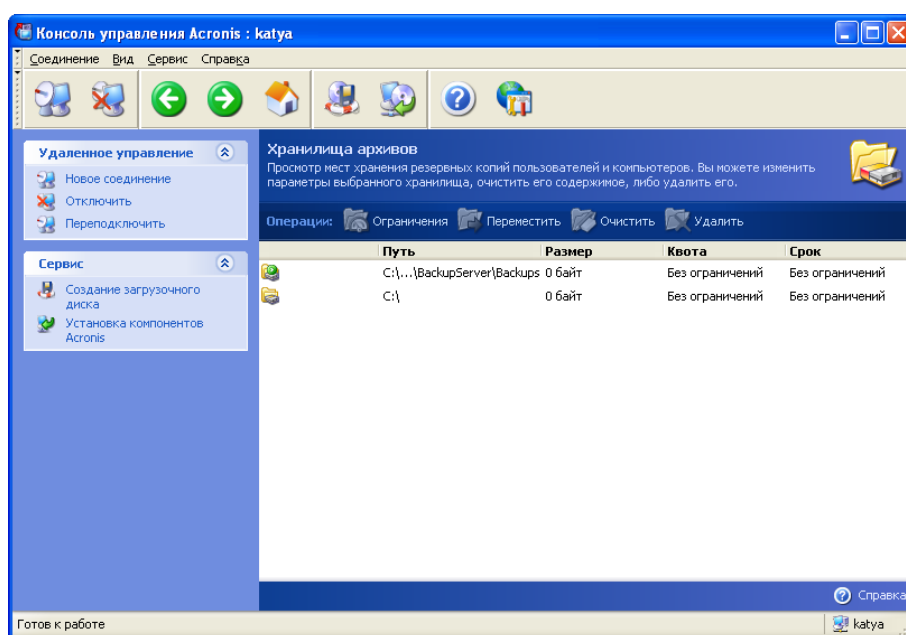 Консоль управления Acronis : katya
Соединение Вид Сервис Справка
Удаленное управление
Новое соединение
Отключить
Переподключить
Сервис
Создание загрузочного
диска
Установка компонентов
Acronis
Хранилища архивов
Просмотр мест хранения резервных копий пользователей и компьютеров. Вы можете изменить
параметры выбранного хранилища, очистить его содержимое, либо удалить его.
Операции: Ограничения Переместить Очистить Удалить
Путь Размер Квота Срок
C:\...\BackupServer\Backups 0 байт Без ограничений Без ограничений
C:\ 0 байт Без ограничений Без ограничений
Справка
Готов к работе katya